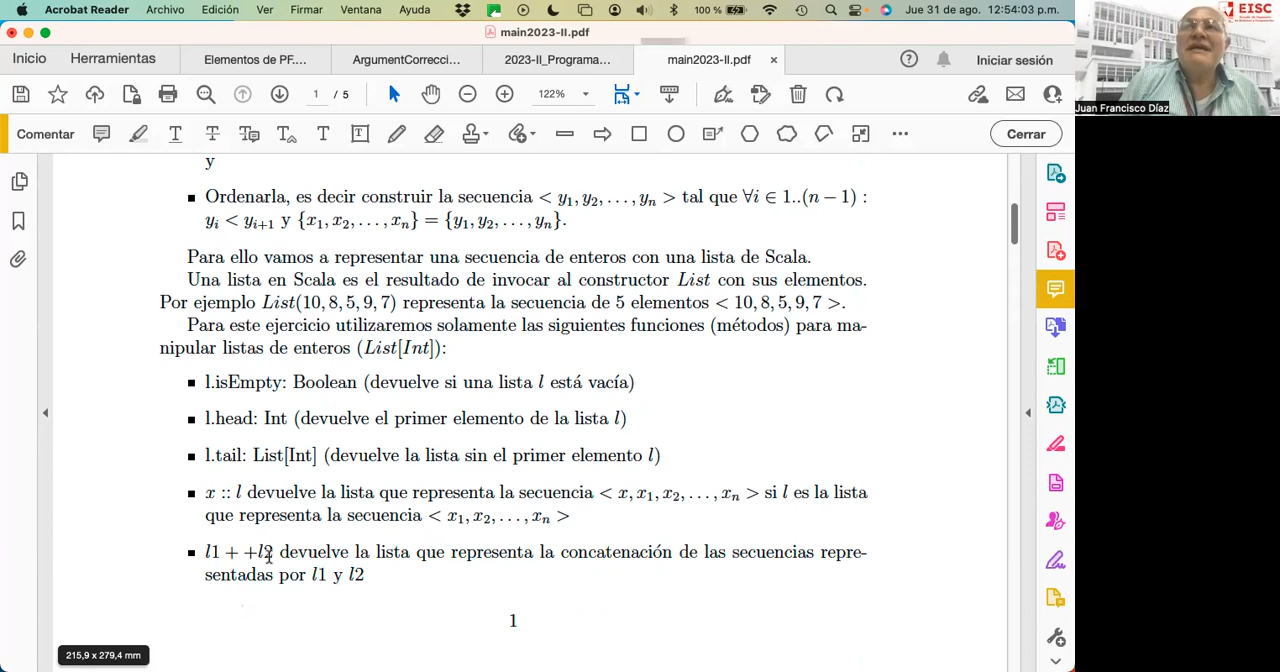 Acrobat Reader Archivo Edición Ver Firmar Ventana Ayuda 100 % Jue 31 de ago. 12:54:03 p.m.
main2023-II.pdf
Inicio Herramientas Elementos de PF.... ArgumentCorrecci... 2023-II_Programa... main2023-II.pdf × Iniciar sesión
1 / 5 122%
Comentar Cerrar
y
▪ Ordenarla, es decir construir la secuencia < y₁, y₂, . . . , yₙ > tal que ∀i ∈ 1..(n − 1) :
yᵢ < yᵢ₊₁ y {x₁, x₂, . . . , xₙ} = {y₁, y₂, . . . , yₙ}.
Para ello vamos a representar una secuencia de enteros con una lista de Scala.
Una lista en Scala es el resultado de invocar al constructor List con sus elementos.
Por ejemplo List(10, 8, 5, 9, 7) representa la secuencia de 5 elementos < 10, 8, 5, 9, 7 >.
Para este ejercicio utilizaremos solamente las siguientes funciones (métodos) para ma-
nipular listas de enteros (List[Int]):
▪ l.isEmpty: Boolean (devuelve si una lista l está vacía)
▪ l.head: Int (devuelve el primer elemento de la lista l)
▪ l.tail: List[Int] (devuelve la lista sin el primer elemento l)
▪ x :: l devuelve la lista que representa la secuencia < x, x₁, x₂, . . . , xₙ > si l es la lista
que representa la secuencia < x₁, x₂, . . . , xₙ >
▪ l1 + +l2 devuelve la lista que representa la concatenación de las secuencias repre-
sentadas por l1 y l2
1
215,9 x 279,4 mm
EISC
Juan Francisco Díaz